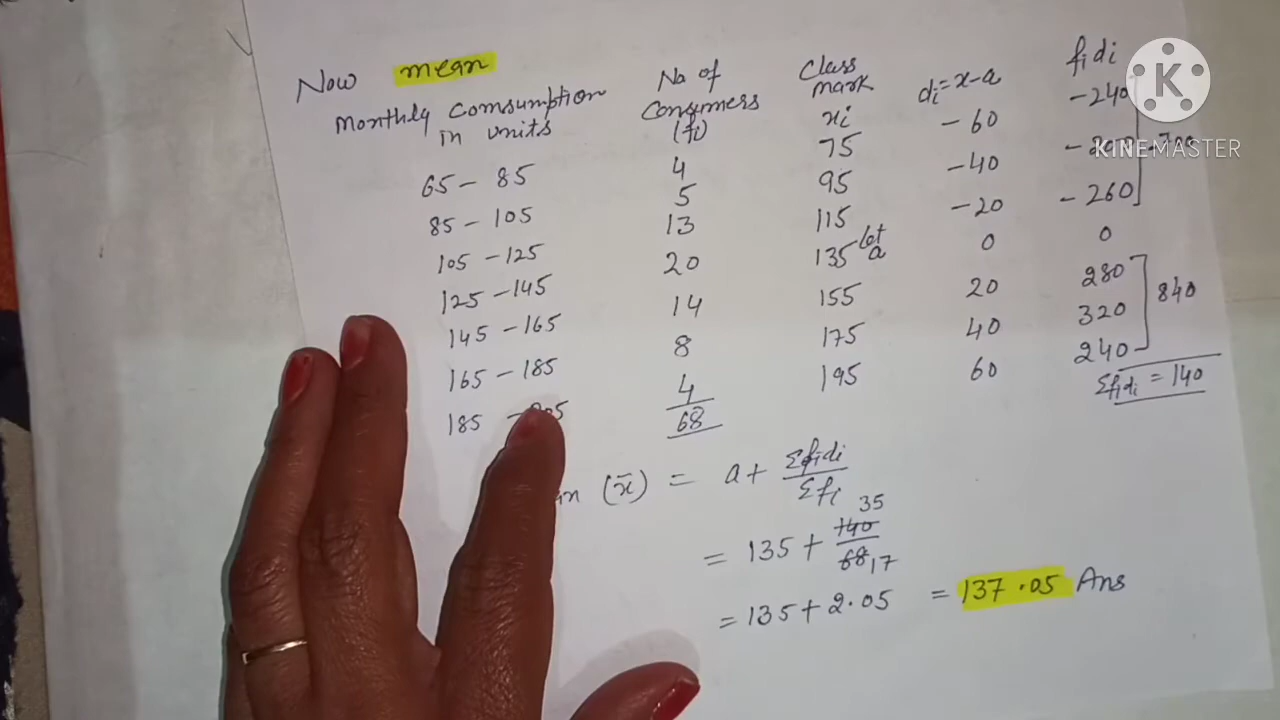 Now mean
Monthly Comsumption in units No of Consumers (fi) Class mark xi di = x-a fidi
65 - 85 4 75 - 60 - 240
85 - 105 5 95 - 40
105 - 125 13 115 - 20 - 260
125 - 145 20 135 let a 0 0
145 - 165 14 155 20 280 840
165 - 185 8 175 40 320
185 - 4 195 60 240
68 Σfidi = 140
(x̄) = a + Σfidi / Σfi
= 135 + 140 / 68 35 17
= 135 + 2.05 = 137.05 Ans
K
KINEMASTER